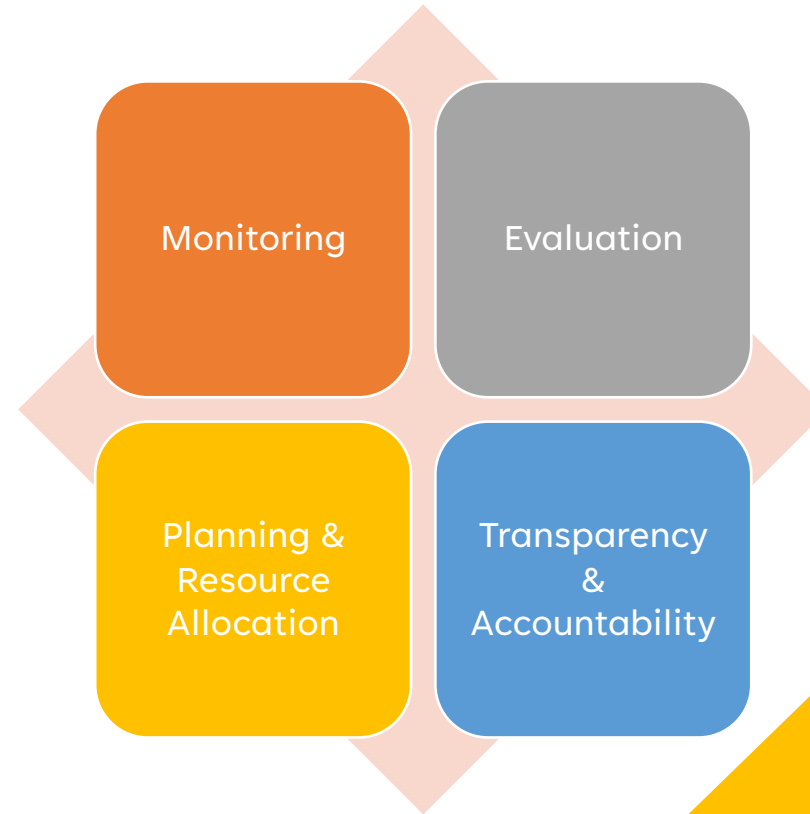 Monitoring
Evaluation
Planning &
Resource
Allocation
Transparency
&
Accountability